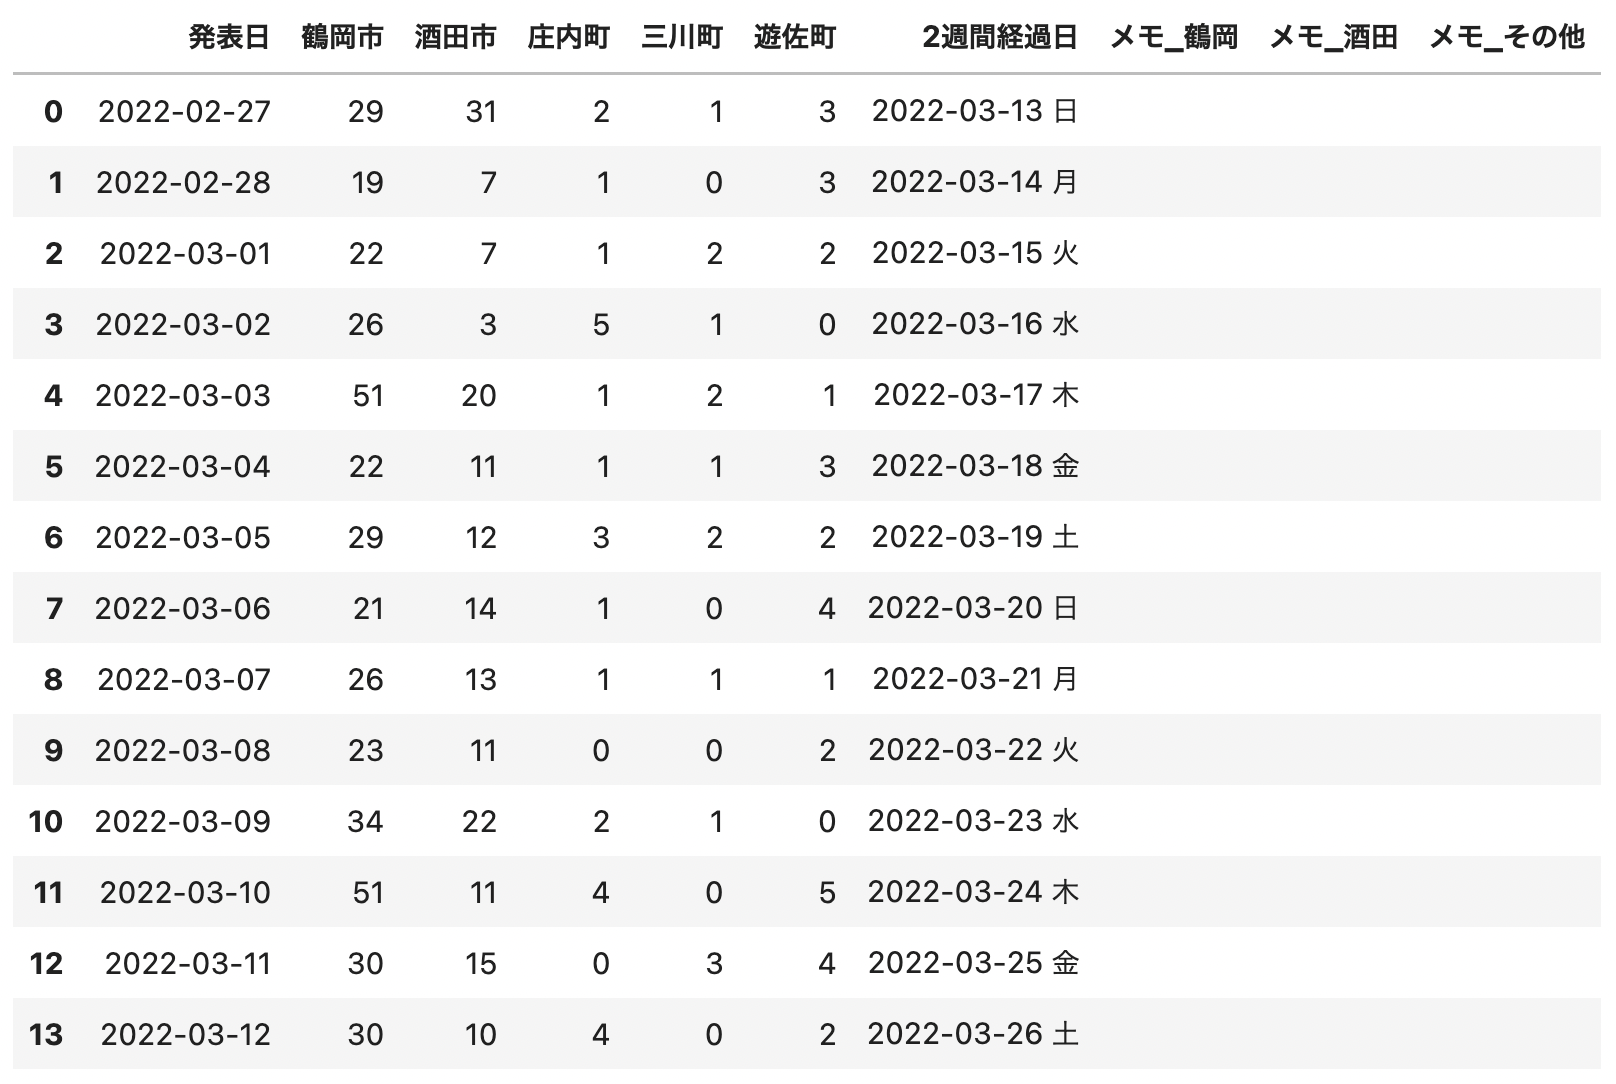 発表日 鶴岡市 酒田市 庄内町 三川町 遊佐町 2週間経過日 メモ_鶴岡 メモ_酒田 メモ_その他
0 2022-02-27 29 31 2 1 3 2022-03-13 日
1 2022-02-28 19 7 1 0 3 2022-03-14 月
2 2022-03-01 22 7 1 2 2 2022-03-15 火
3 2022-03-02 26 3 5 1 0 2022-03-16 水
4 2022-03-03 51 20 1 2 1 2022-03-17 木
5 2022-03-04 22 11 1 1 3 2022-03-18 金
6 2022-03-05 29 12 3 2 2 2022-03-19 土
7 2022-03-06 21 14 1 0 4 2022-03-20 日
8 2022-03-07 26 13 1 1 1 2022-03-21 月
9 2022-03-08 23 11 0 0 2 2022-03-22 火
10 2022-03-09 34 22 2 1 0 2022-03-23 水
11 2022-03-10 51 11 4 0 5 2022-03-24 木
12 2022-03-11 30 15 0 3 4 2022-03-25 金
13 2022-03-12 30 10 4 0 2 2022-03-26 土